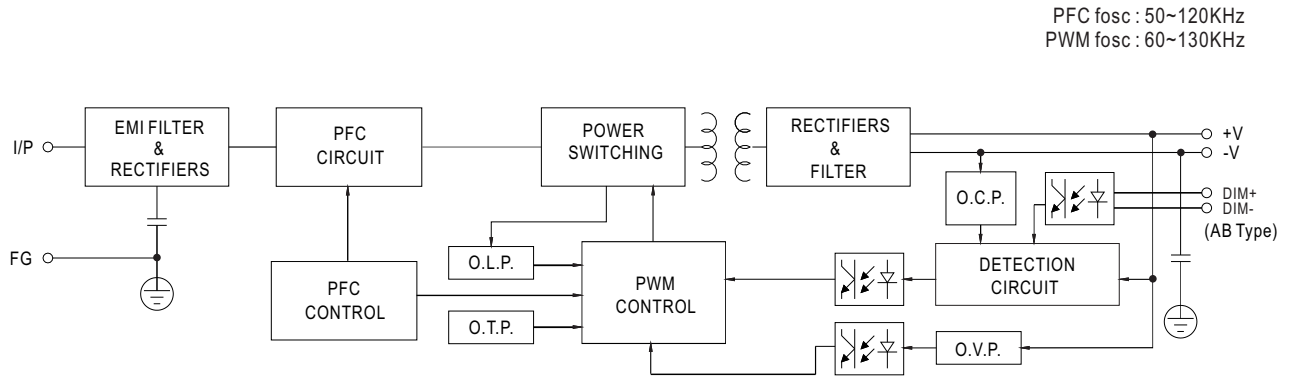 PFC fosc : 50~120KHz
PWM fosc : 60~130KHz
I/P
EMI FILTER
&
RECTIFIERS
PFC
CIRCUIT
POWER
SWITCHING
RECTIFIERS
&
FILTER
+V
-V
O.C.P.
DIM+
DIM-
(AB Type)
FG
O.L.P.
PFC
CONTROL
PWM
CONTROL
DETECTION
CIRCUIT
O.T.P.
O.V.P.